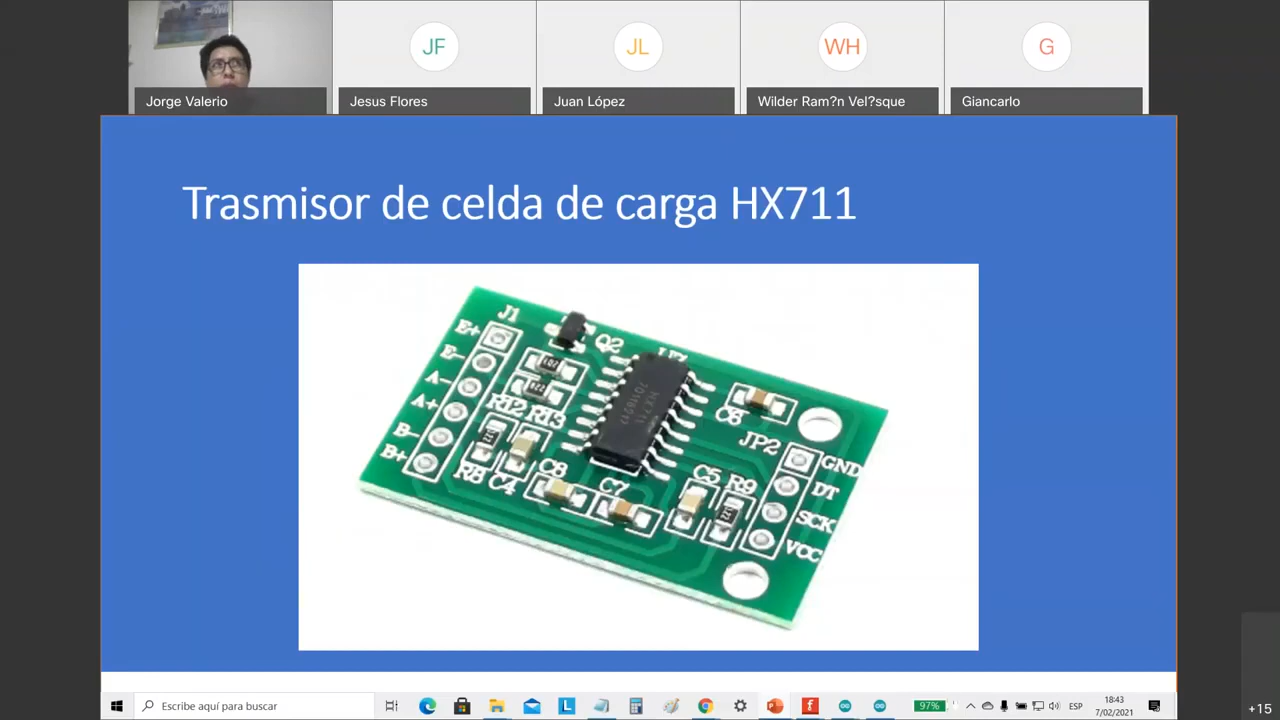 JF
JL
WH
G
Jorge Valerio
Jesus Flores
Juan López
Wilder Ram?n Vel?sque
Giancarlo
Trasmisor de celda de carga HX711
J1
E+
E-
A-
A+
B-
B+
Q2
R12
R13
R8
C4
C8
C7
HX711
C6
JP2
C5
R9
GND
DT
SCK
VCC
Escribe aquí para buscar
97%
ESP
18:43
7/02/2021
+15